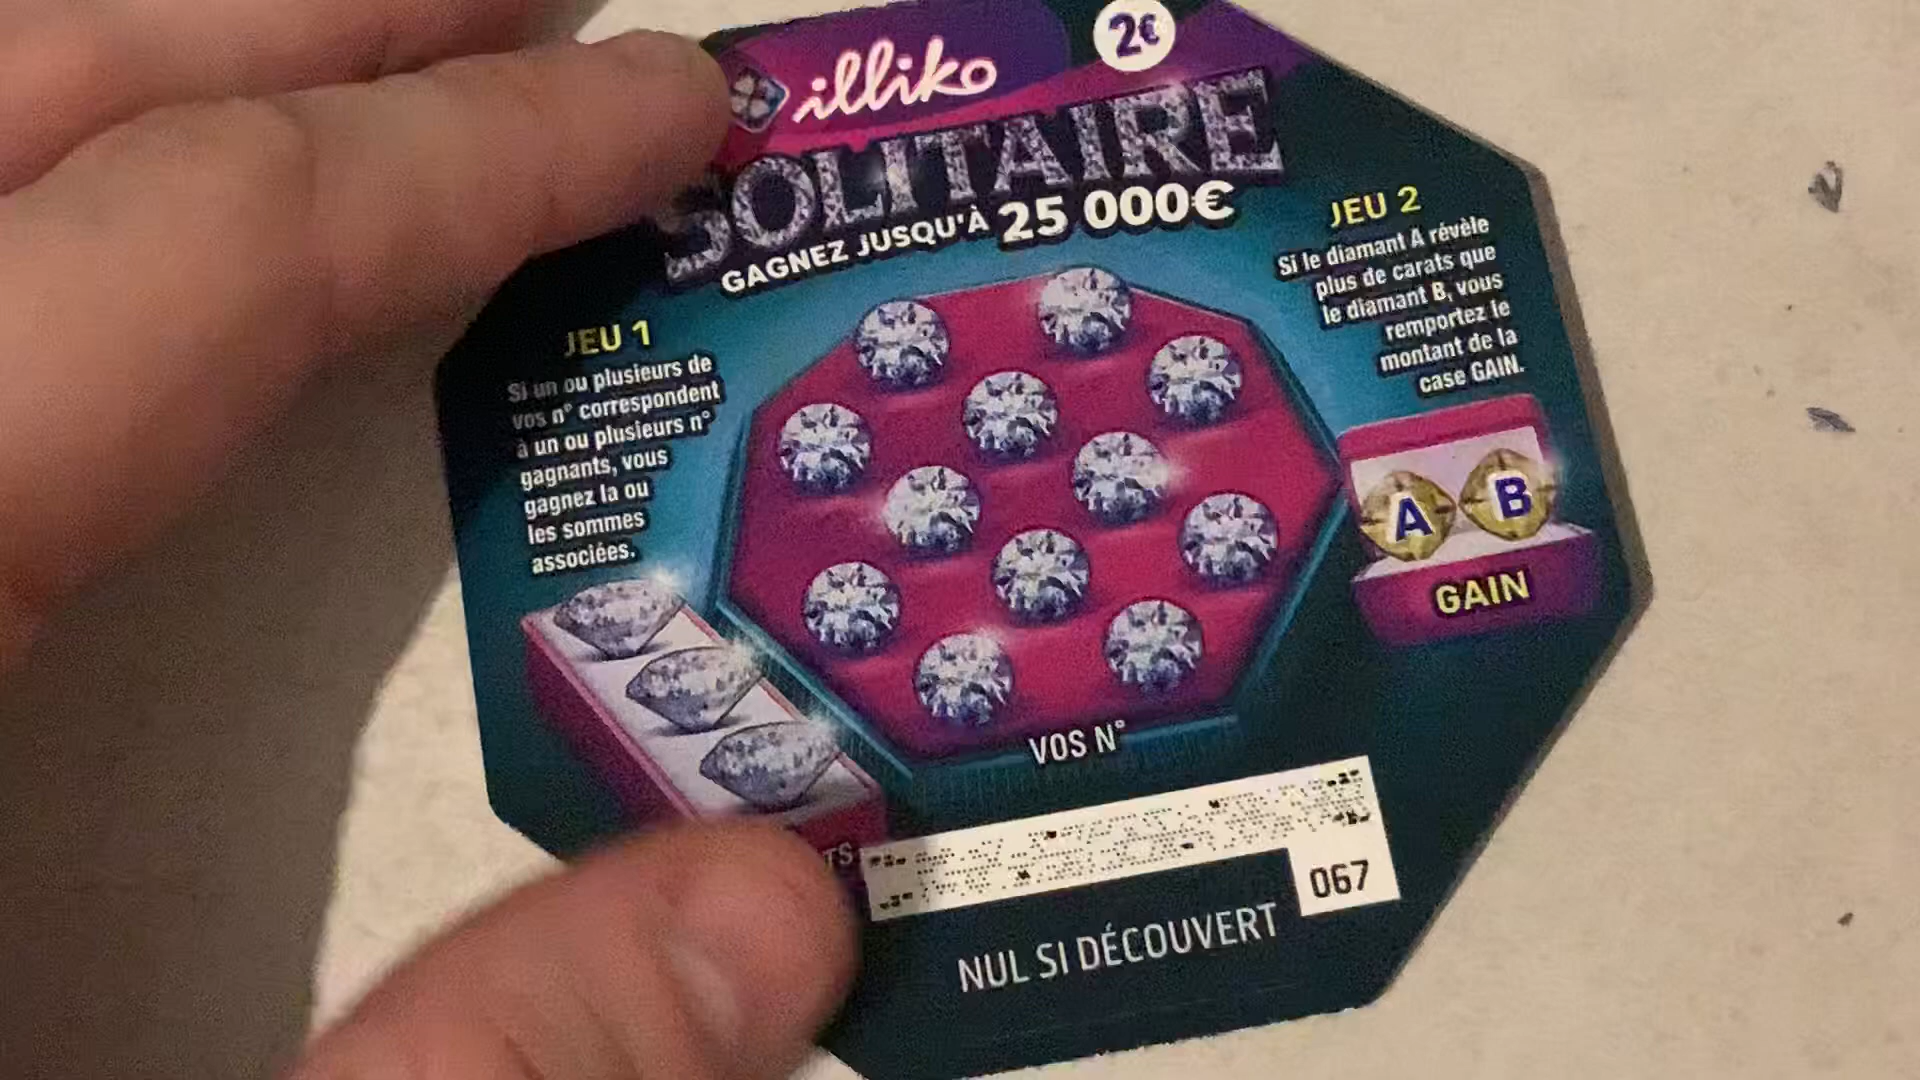 illiko
2€
SOLITAIRE
GAGNEZ JUSQU'À 25 000€
JEU 1
Si un ou plusieurs de
vos n° correspondent
à un ou plusieurs n°
gagnants, vous
gagnez la ou
les sommes
associées.
JEU 2
Si le diamant A révèle
plus de carats que
le diamant B, vous
remportez le
montant de la
case GAIN.
A B
GAIN
VOS N°
TS
067
NUL SI DÉCOUVERT